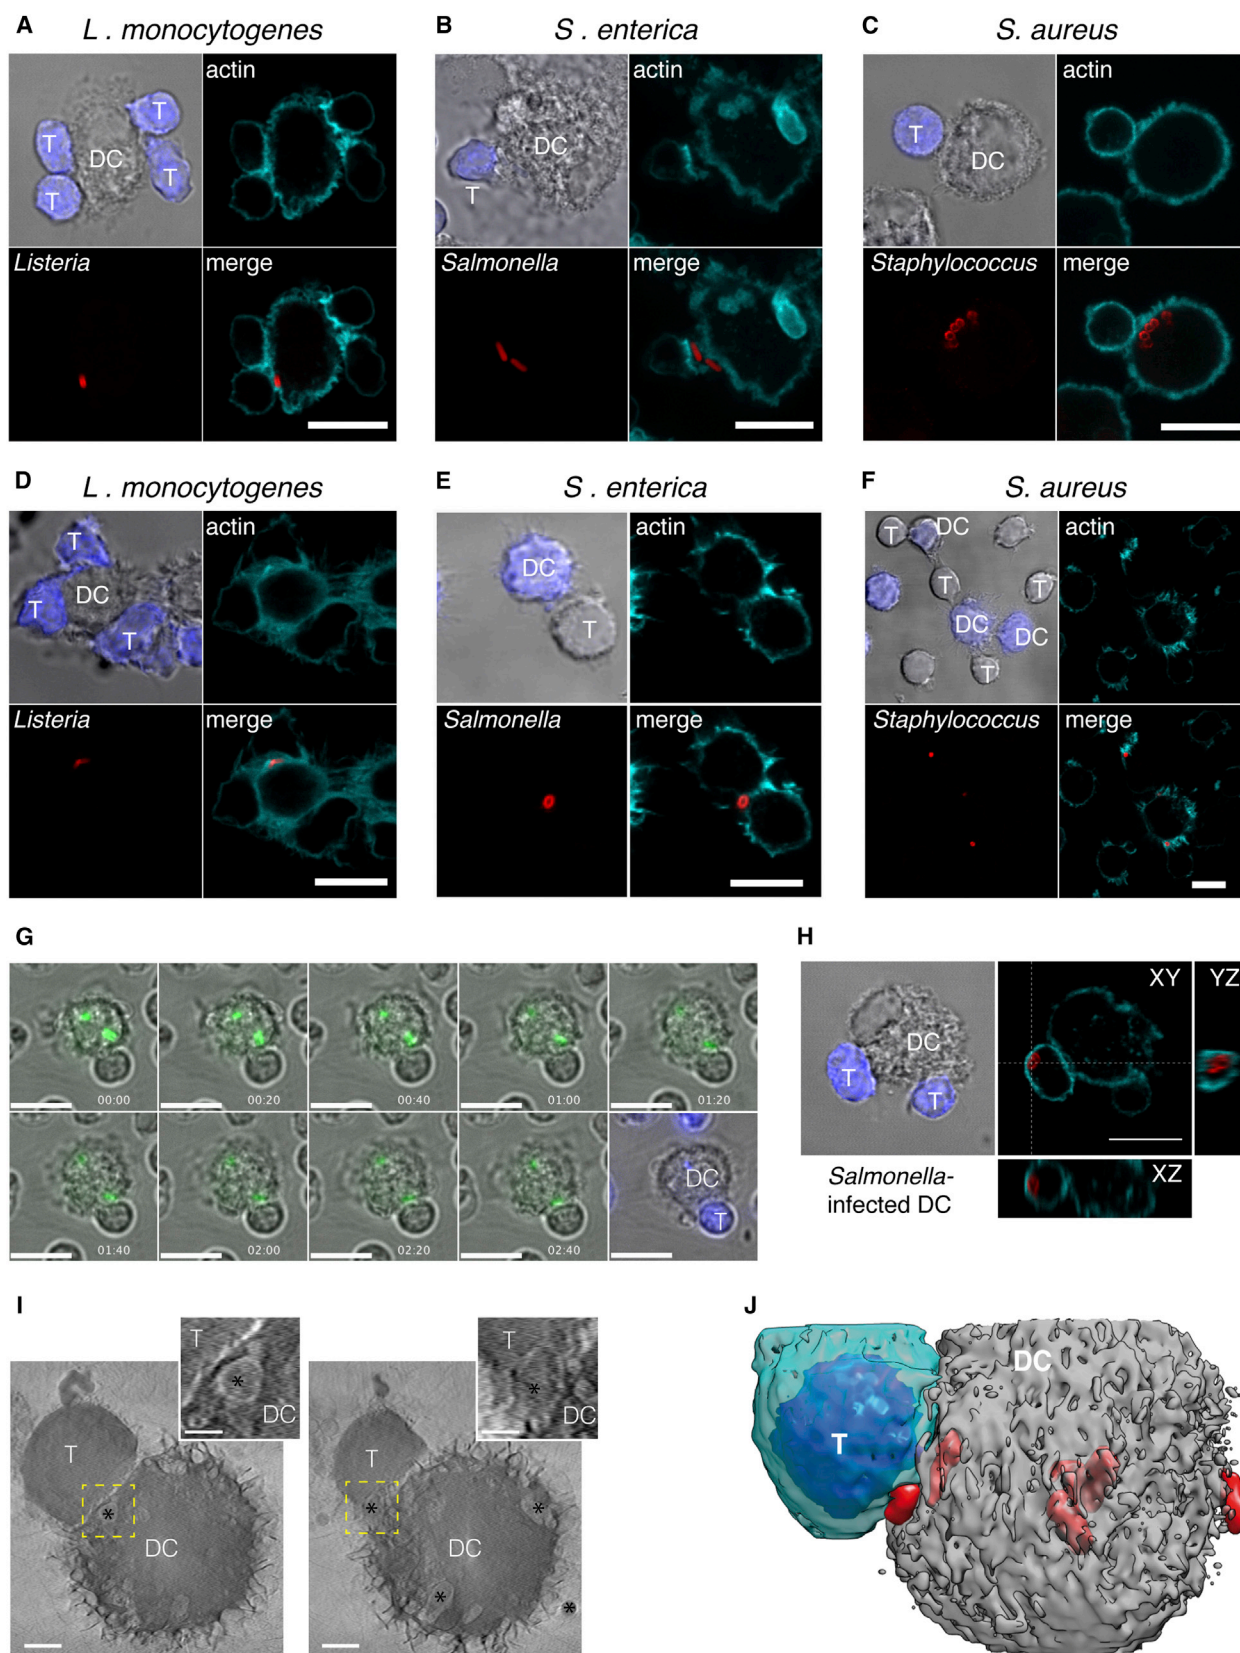 A L . monocytogenes
B S . enterica
C S. aureus
actin
T
T
DC
T
T
Listeria
merge
actin
DC
T
Salmonella
merge
actin
T
DC
Staphylococcus
merge
D L . monocytogenes
E S . enterica
F S. aureus
actin
T
DC
T
T
Listeria
merge
actin
DC
T
Salmonella
merge
actin
T
DC
T
T
DC
DC
T
Staphylococcus
merge
G
00:00
00:20
00:40
01:00
01:20
01:40
02:00
02:20
02:40
DC
T
H
DC
T
T
XY
YZ
XZ
Salmonella-
infected DC
I
T
*
DC
T
*
DC
T
*
DC
T
*
*
DC
*
*
J
DC
T